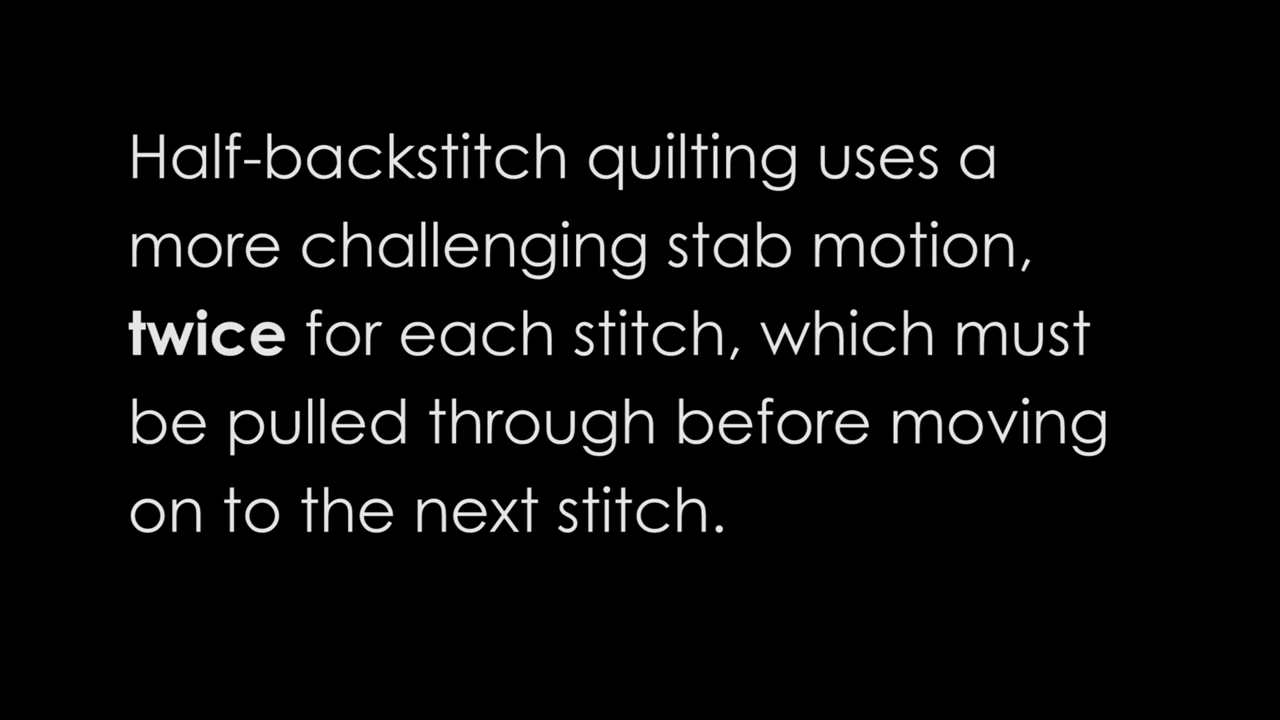 Half-backstitch quilting uses a
more challenging stab motion,
twice for each stitch, which must
be pulled through before moving
on to the next stitch.